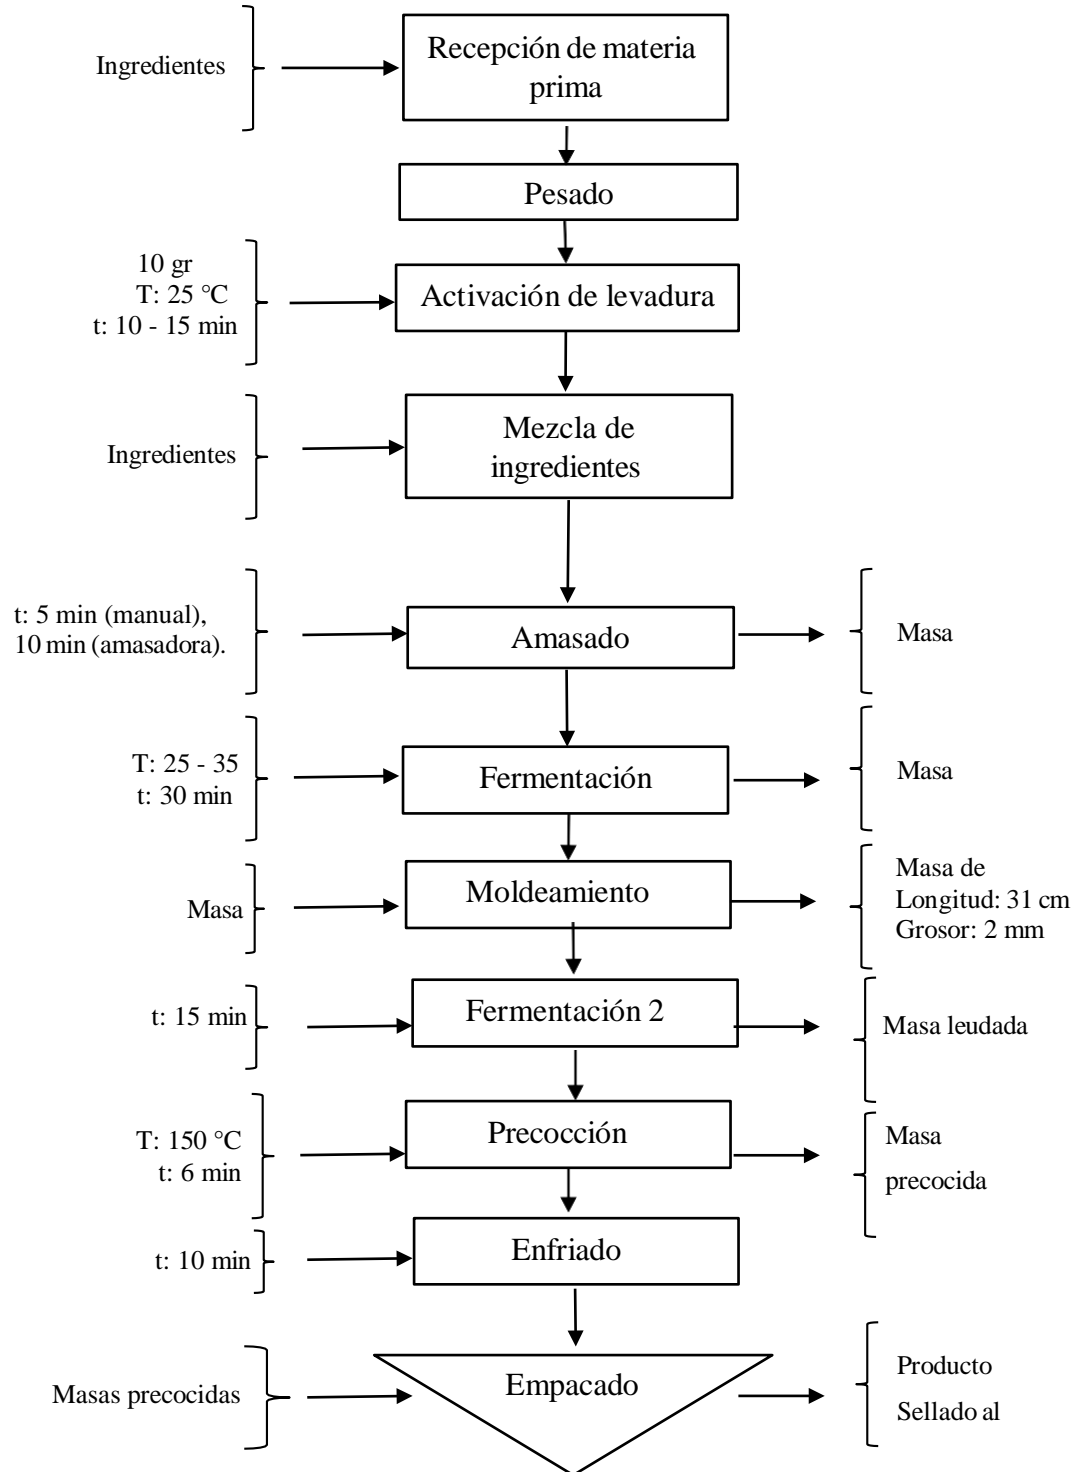 Ingredientes
Recepción de materia
prima
Pesado
10 gr
T: 25 °C
t: 10 - 15 min
Activación de levadura
Ingredientes
Mezcla de
ingredientes
t: 5 min (manual),
10 min (amasadora).
Amasado
Masa
T: 25 - 35
t: 30 min
Fermentación
Masa
Masa
Moldeamiento
Masa de
Longitud: 31 cm
Grosor: 2 mm
t: 15 min
Fermentación 2
Masa leudada
T: 150 °C
t: 6 min
Precocción
Masa
precocida
t: 10 min
Enfriado
Masas precocidas
Empacado
Producto
Sellado al